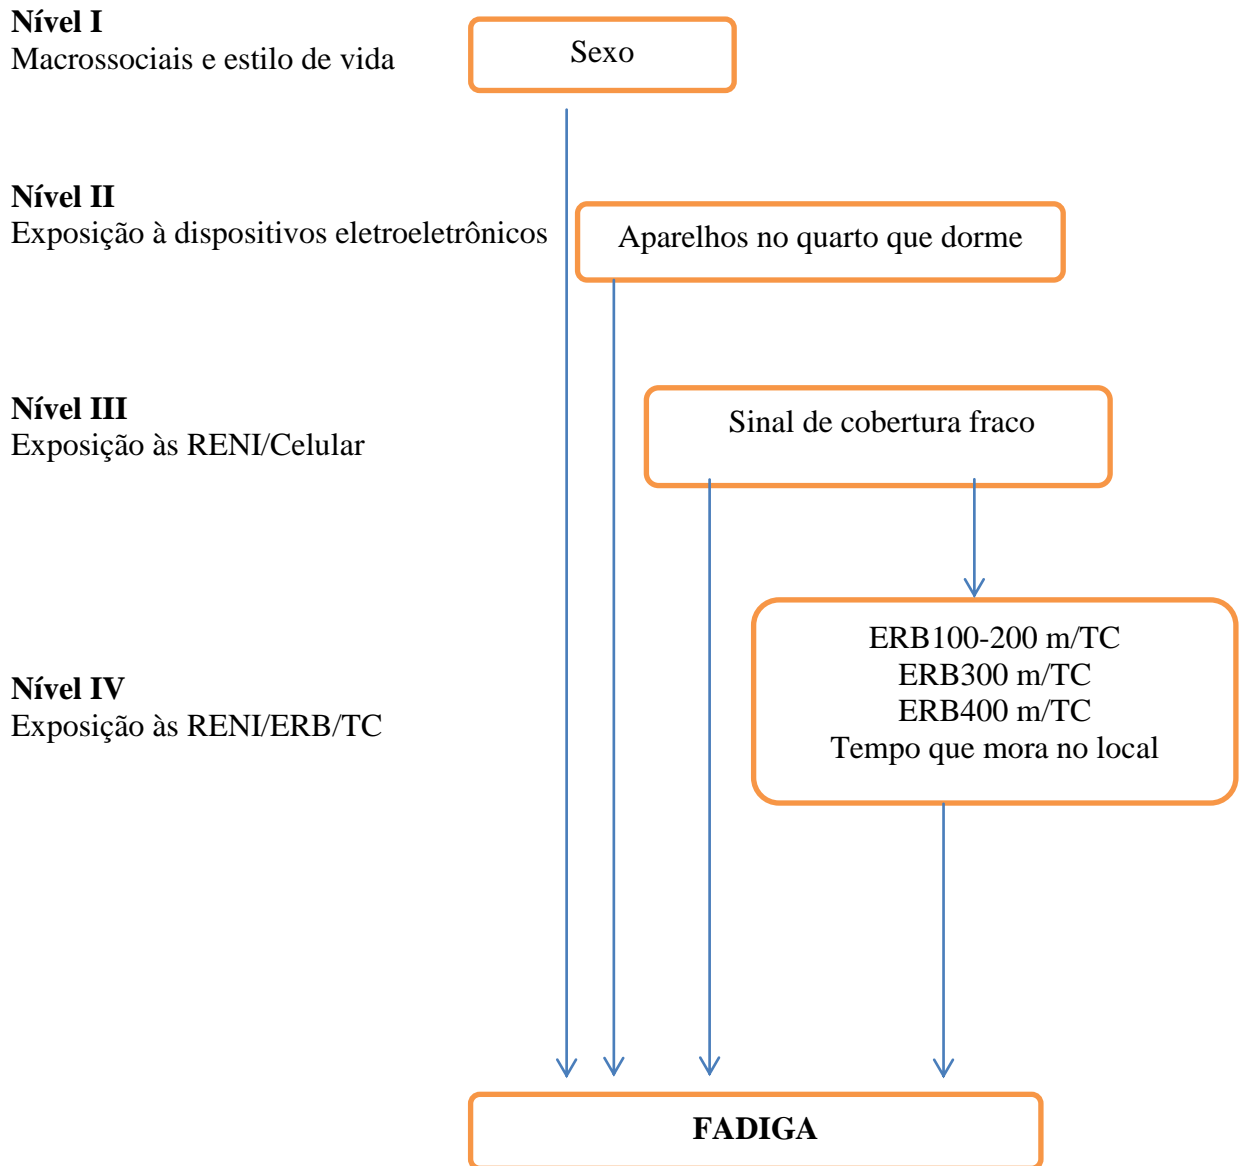 Nível I
Macrossociais e estilo de vida
Sexo
Nível II
Exposição à dispositivos eletroeletrônicos
Aparelhos no quarto que dorme
Nível III
Exposição às RENI/Celular
Sinal de cobertura fraco
Nível IV
Exposição às RENI/ERB/TC
ERB100-200 m/TC
ERB300 m/TC
ERB400 m/TC
Tempo que mora no local
FADIGA